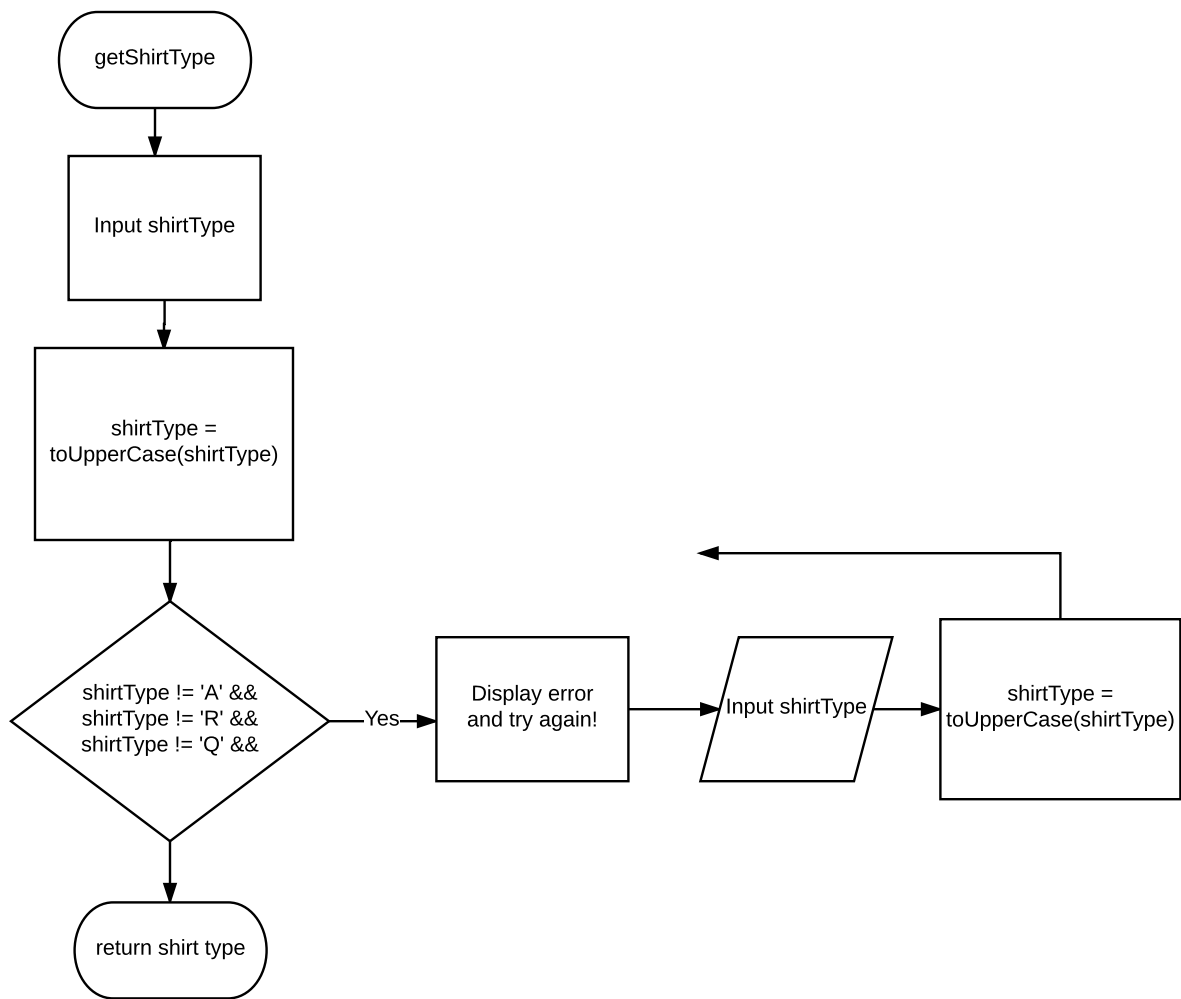 getShirtType
Input shirtType
shirtType =
toUpperCase(shirtType)
shirtType != 'A' &&
shirtType != 'R' &&
shirtType != 'Q' &&
Yes
Display error
and try again!
Input shirtType
shirtType =
toUpperCase(shirtType)
return shirt type